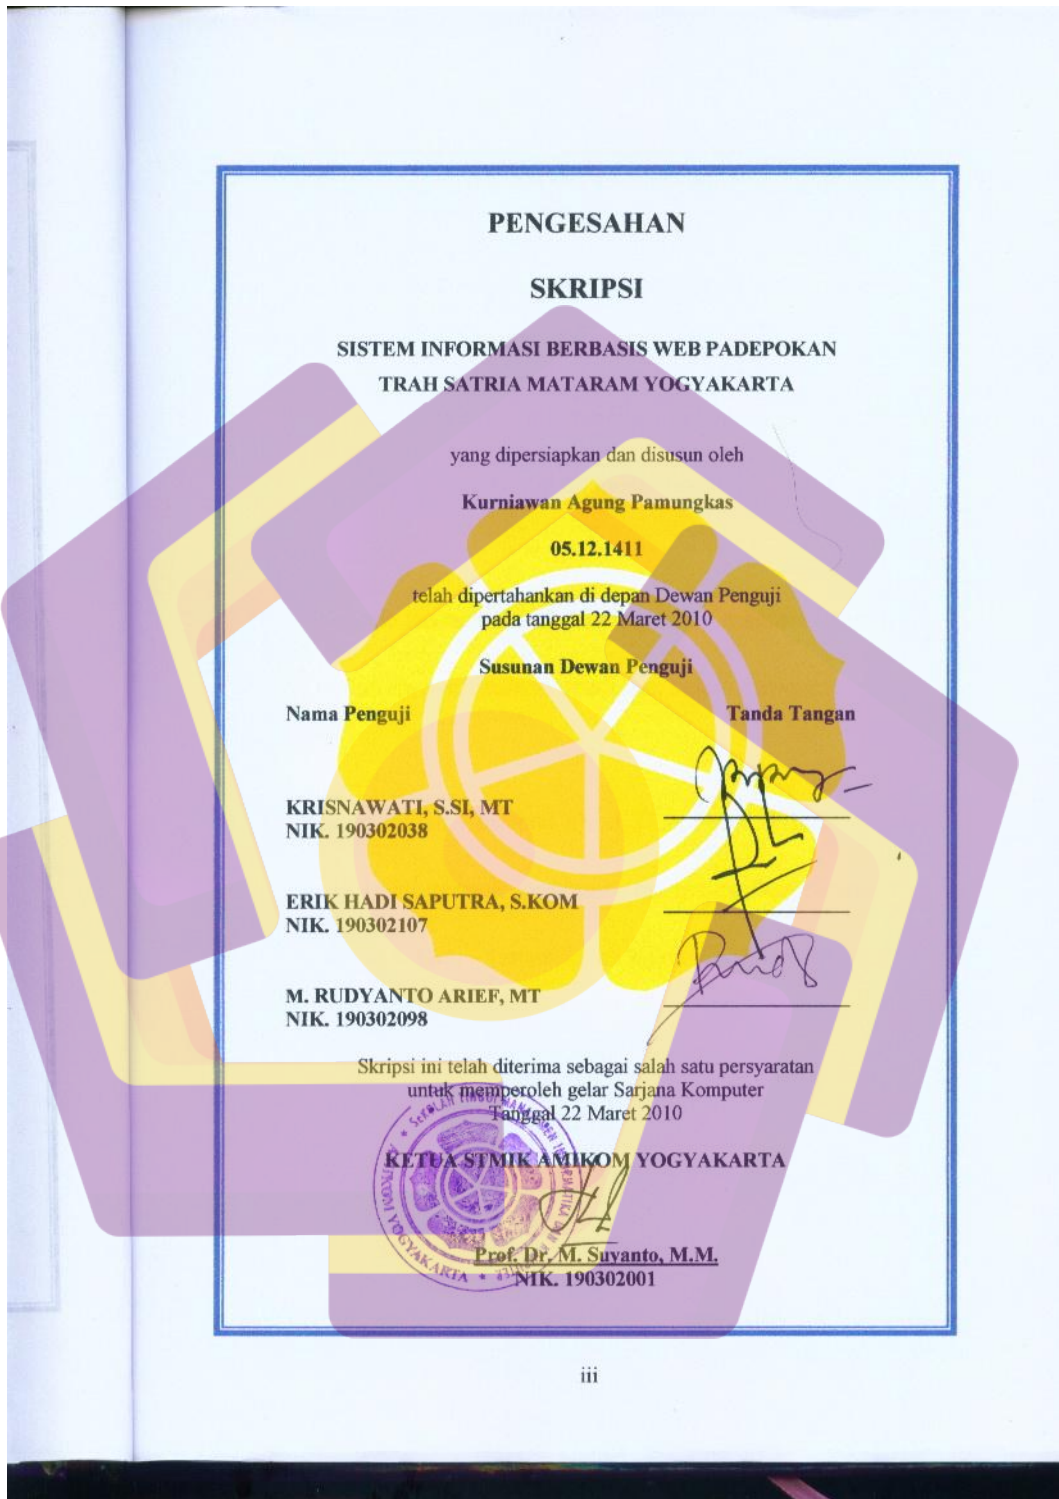 PENGESAHAN
SKRIPSI
SISTEM INFORMASI BERBASIS WEB PADEPOKAN
TRAH SATRIA MATARAM YOGYAKARTA
yang dipersiapkan dan disusun oleh
Kurniawan Agung Pamungkas
05.12.1411
telah dipertahankan di depan Dewan Penguji
pada tanggal 22 Maret 2010
Susunan Dewan Penguji
Nama Penguji Tanda Tangan
KRISNAWATI, S.SI, MT
NIK. 190302038
ERIK HADI SAPUTRA, S.KOM
NIK. 190302107
M. RUDYANTO ARIEF, MT
NIK. 190302098
Skripsi ini telah diterima sebagai salah satu persyaratan
untuk memperoleh gelar Sarjana Komputer
Tanggal 22 Maret 2010
KETUA STMIK AMIKOM YOGYAKARTA
Prof. Dr. M. Suyanto, M.M.
NIK. 190302001
iii